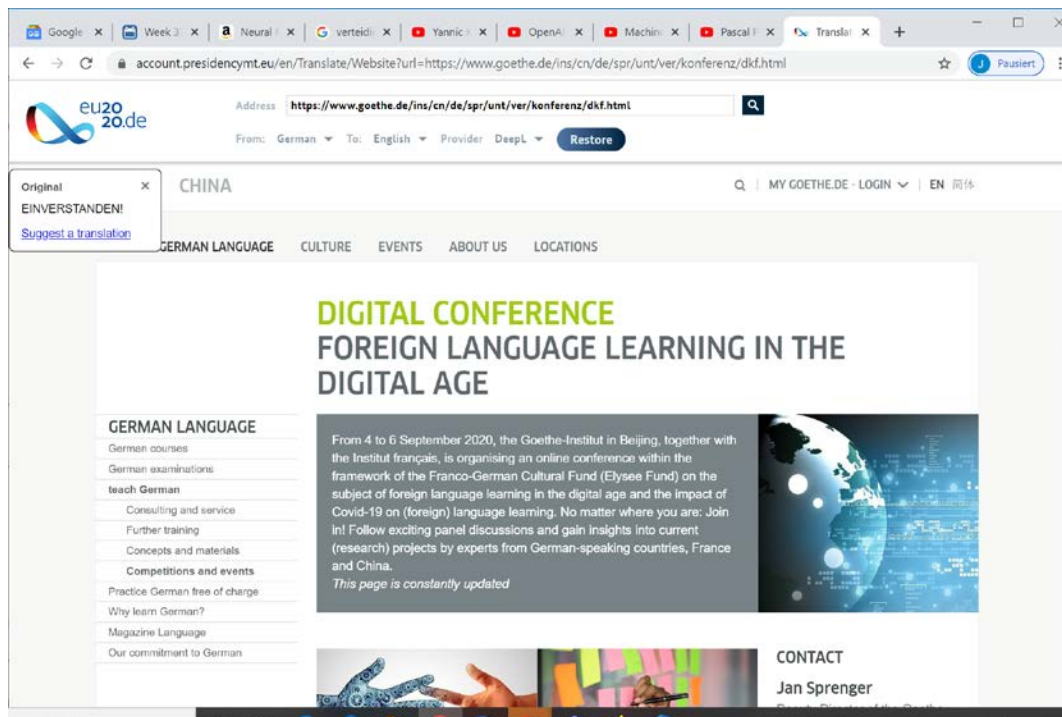 Google
Week 3
Neural
verteidi
Yannic
OpenA
Machin
Pascal F
Translat
account.presidencymt.eu/en/Translate/Website?url=https://www.goethe.de/ins/cn/de/spr/unt/ver/konferenz/dkf.html
J Pausiert
eu2020.de
Address https://www.goethe.de/ins/cn/de/spr/unt/ver/konferenz/dkf.html
From: German To: English Provider DeepL Restore
Original
EINVERSTANDEN!
Suggest a translation
CHINA
MY GOETHE.DE - LOGIN EN 简体
GERMAN LANGUAGE CULTURE EVENTS ABOUT US LOCATIONS
DIGITAL CONFERENCE
FOREIGN LANGUAGE LEARNING IN THE
DIGITAL AGE
GERMAN LANGUAGE
German courses
German examinations
teach German
Consulting and service
Further training
Concepts and materials
Competitions and events
Practice German free of charge
Why learn German?
Magazine Language
Our commitment to German
From 4 to 6 September 2020, the Goethe-Institut in Beijing, together with
the Institut français, is organising an online conference within the
framework of the Franco-German Cultural Fund (Elysee Fund) on the
subject of foreign language learning in the digital age and the impact of
Covid-19 on (foreign) language learning. No matter where you are: Join
in! Follow exciting panel discussions and gain insights into current
(research) projects by experts from German-speaking countries, France
and China.
This page is constantly updated
CONTACT
Jan Sprenger